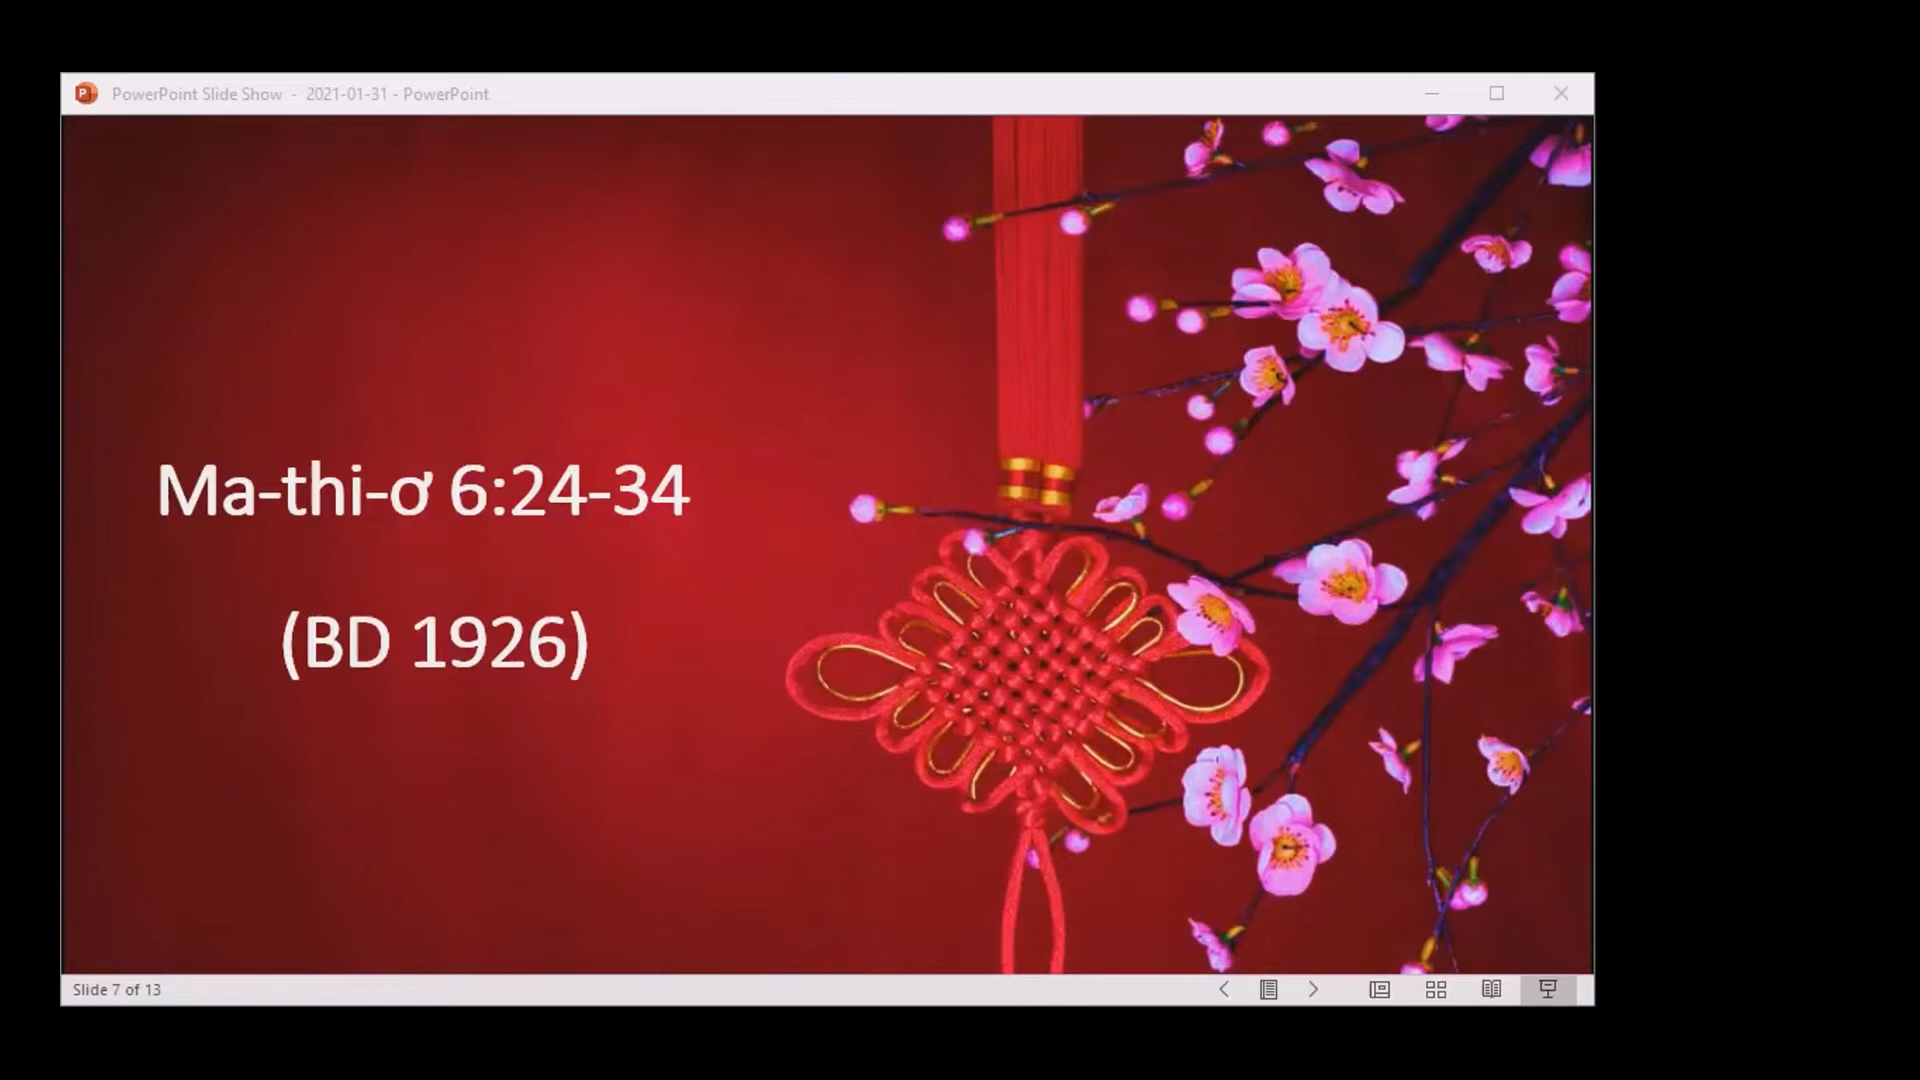 PowerPoint Slide Show - 2021-01-31 - PowerPoint
Ma-thi-ơ 6:24-34
(BD 1926)
Slide 7 of 13